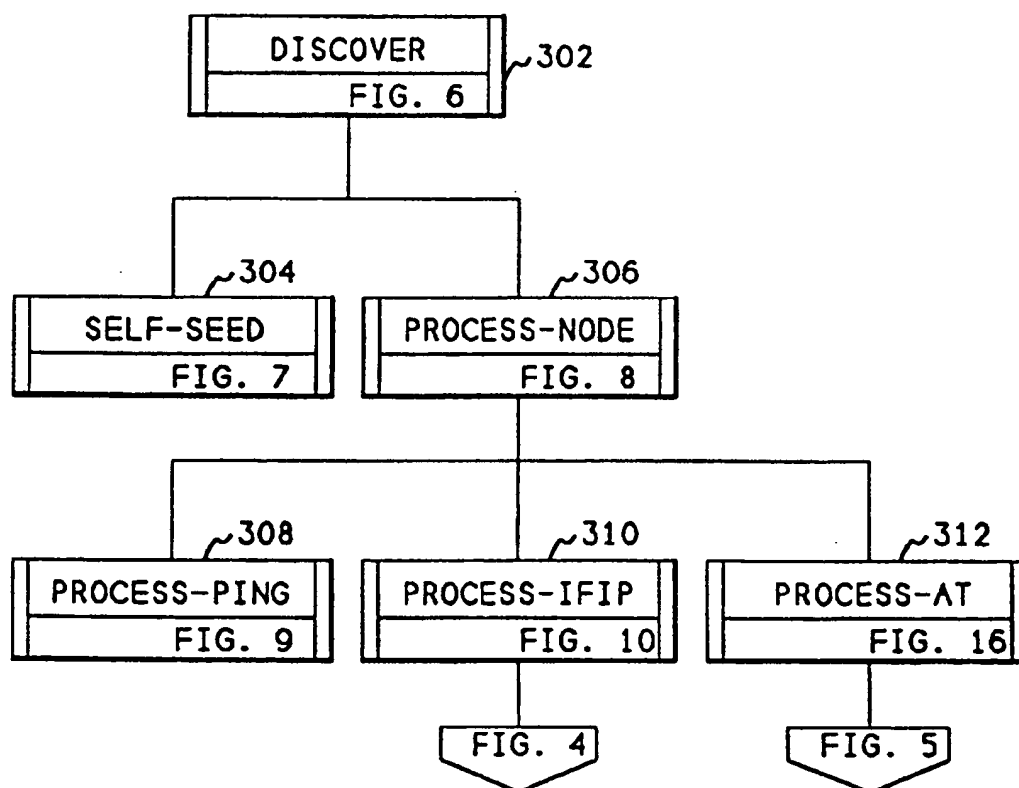 DISCOVER
302
FIG. 6
304
306
SELF-SEED
PROCESS-NODE
FIG. 7
FIG. 8
308
310
312
PROCESS-PING
PROCESS-IFIP
PROCESS-AT
FIG. 9
FIG. 10
FIG. 16
FIG. 4
FIG. 5